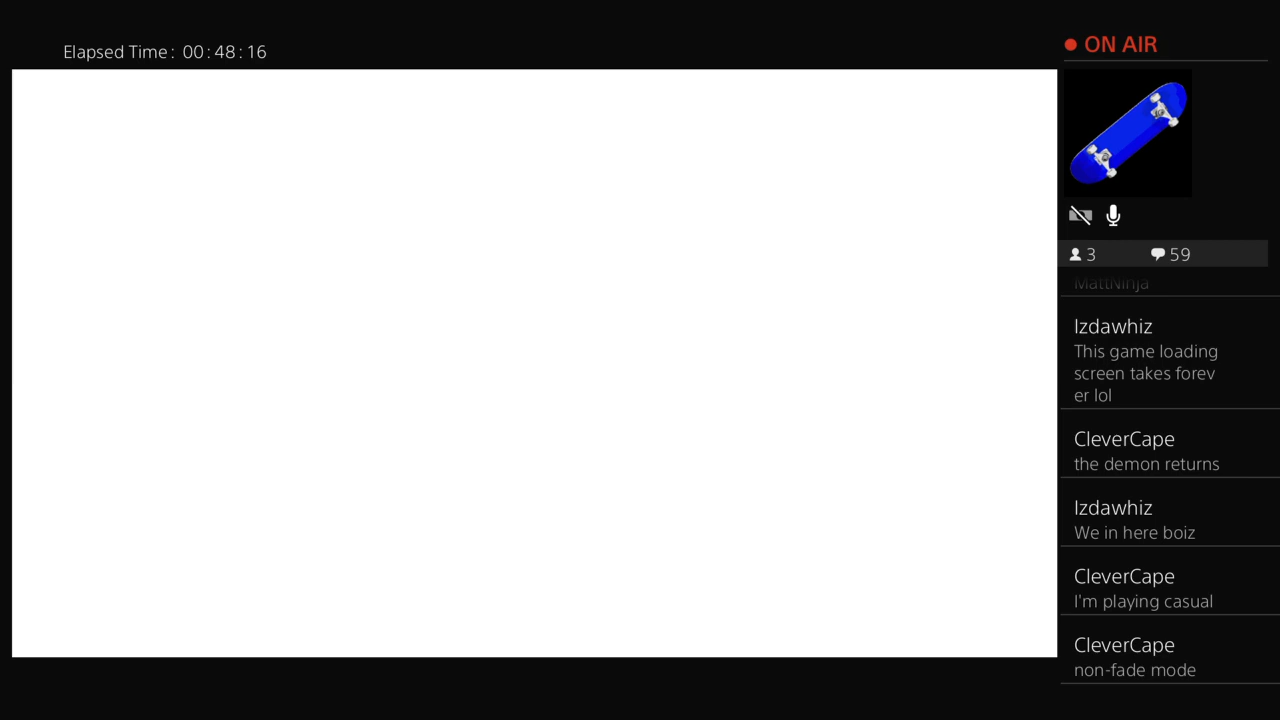 Elapsed Time: 00:48:16
ON AIR
3 59
MattNinja
Izdawhiz
This game loading
screen takes forev
er lol
CleverCape
the demon returns
Izdawhiz
We in here boiz
CleverCape
I'm playing casual
CleverCape
non-fade mode